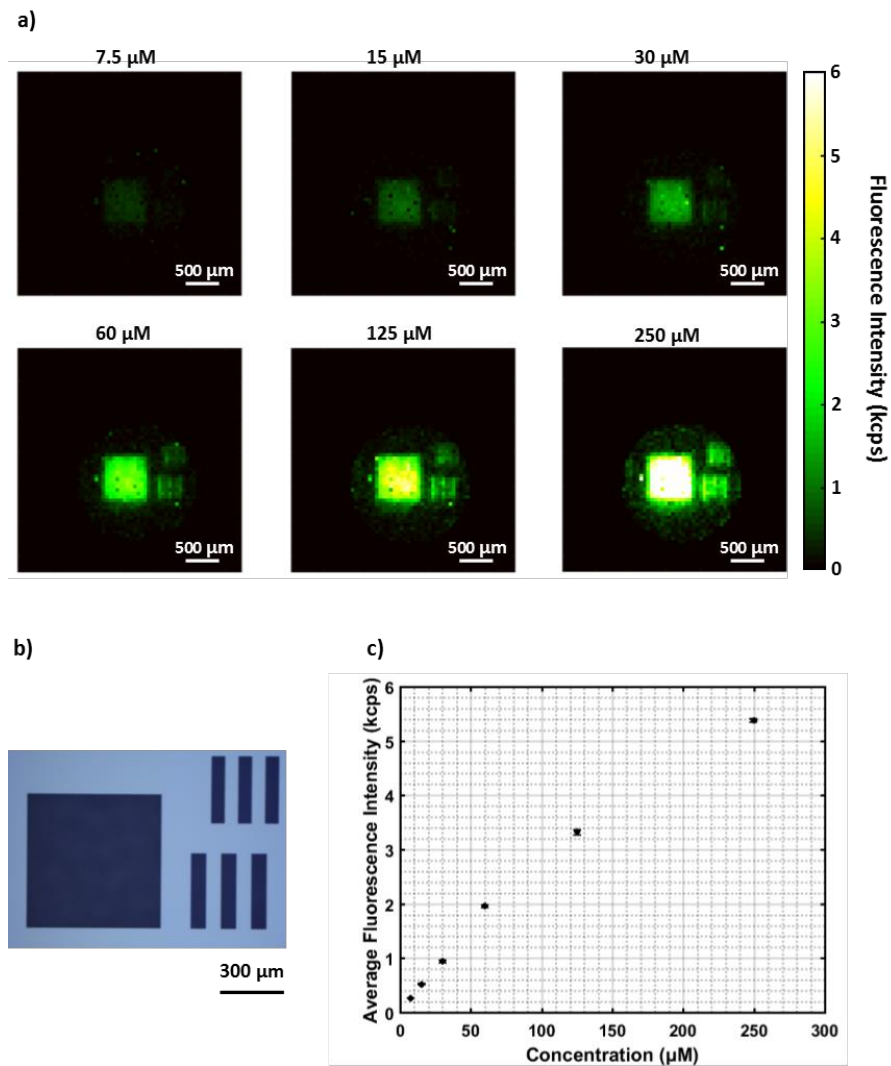 a)
7.5 µM
15 µM
30 µM
500 µm
500 µm
500 µm
60 µM
125 µM
250 µM
500 µm
500 µm
500 µm
6
5
4
3
2
1
0
Fluorescence Intensity (kcps)
b)
300 µm
c)
Average Fluorescence Intensity (kcps)
6
5
4
3
2
1
0
0 50 100 150 200 250 300
Concentration (µM)